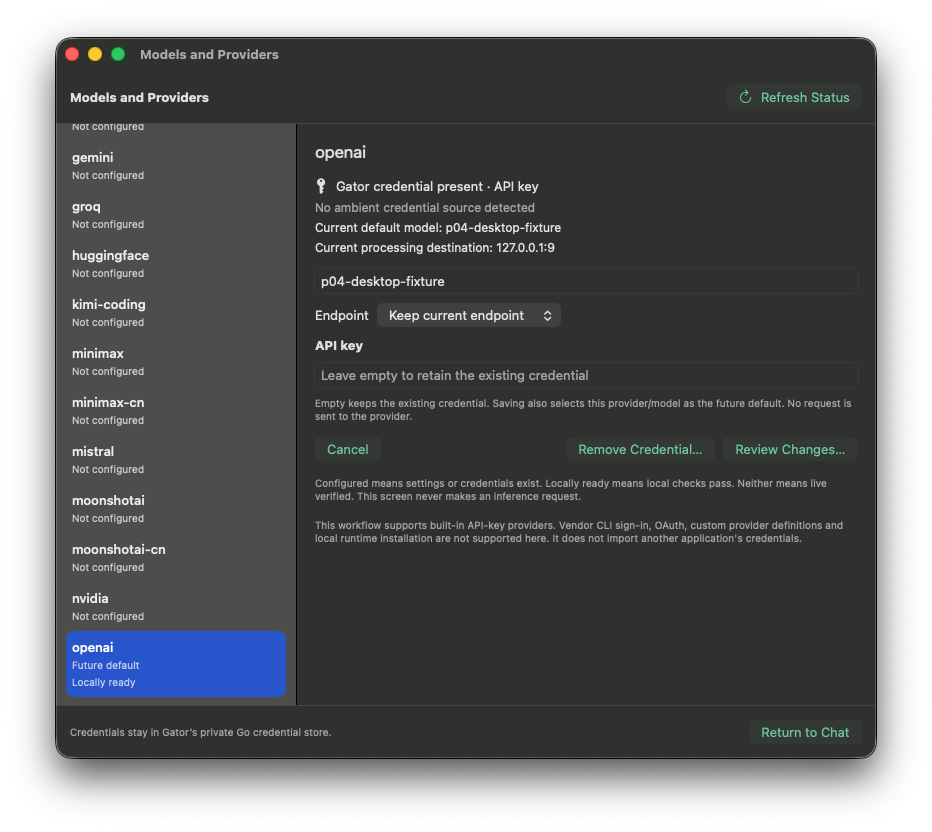 Models and Providers
Models and Providers
Refresh Status
Not configured
gemini
Not configured
groq
Not configured
huggingface
Not configured
kimi-coding
Not configured
minimax
Not configured
minimax-cn
Not configured
mistral
Not configured
moonshotai
Not configured
moonshotai-cn
Not configured
nvidia
Not configured
openai
Future default
Locally ready
openai
Gator credential present · API key
No ambient credential source detected
Current default model: p04-desktop-fixture
Current processing destination: 127.0.0.1:9
p04-desktop-fixture
Endpoint Keep current endpoint
API key
Leave empty to retain the existing credential
Empty keeps the existing credential. Saving also selects this provider/model as the future default. No request is
sent to the provider.
Cancel Remove Credential... Review Changes...
Configured means settings or credentials exist. Locally ready means local checks pass. Neither means live
verified. This screen never makes an inference request.
This workflow supports built-in API-key providers. Vendor CLI sign-in, OAuth, custom provider definitions and
local runtime installation are not supported here. It does not import another application's credentials.
Credentials stay in Gator's private Go credential store.
Return to Chat